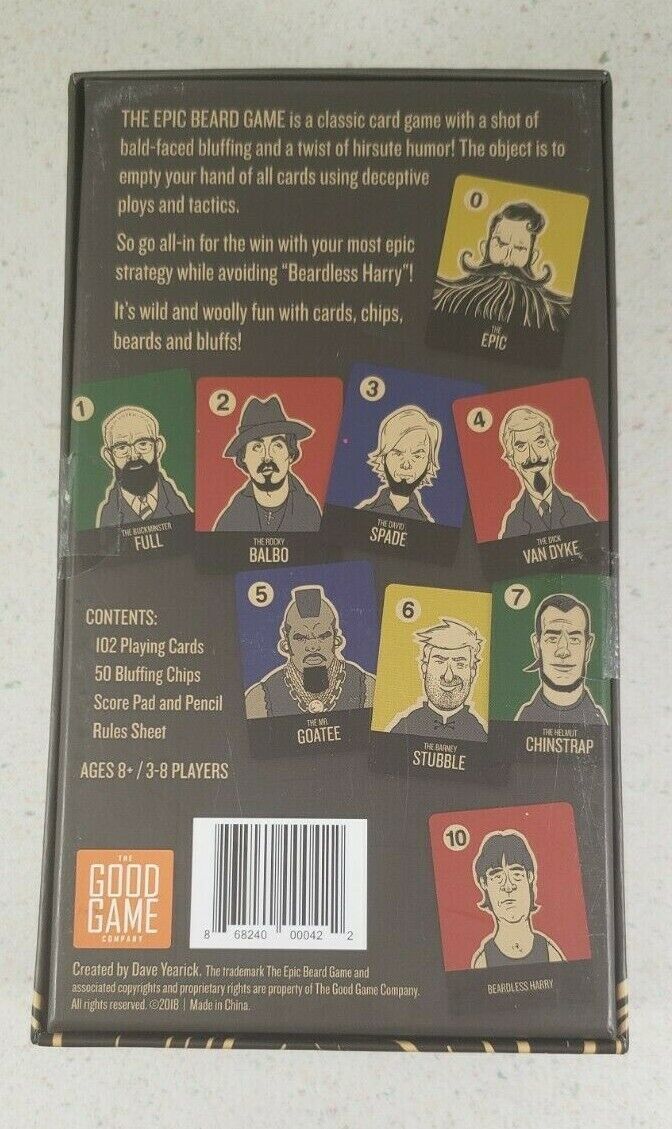 THE EPIC BEARD GAME is a classic card game with a shot of
bald-faced bluffing and a twist of hirsute humor! The object is to
empty your hand of all cards using deceptive
ploys and tactics.
So go all-in for the win with your most epic
strategy while avoiding “Beardless Harry”!
It's wild and woolly fun with cards, chips,
beards and bluffs!
0
THE
EPIC
1
THE BUCKMINSTER
FULL
2
THE ROCKY
BALBO
3
THE DAVID
SPADE
4
THE DICK
VAN DYKE
5
THE MR.
GOATEE
6
THE BARNEY
STUBBLE
7
THE HELMUT
CHINSTRAP
CONTENTS:
102 Playing Cards
50 Bluffing Chips
Score Pad and Pencil
Rules Sheet
AGES 8+ / 3-8 PLAYERS
10
BEARDLESS HARRY
THE
GOOD
GAME
COMPANY
8 68240 00042 2
Created by Dave Yearick. The trademark The Epic Beard Game and
associated copyrights and proprietary rights are property of The Good Game Company.
All rights reserved. ©2018 | Made in China.